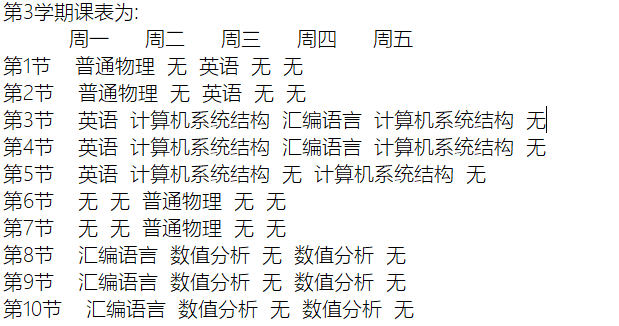 第3学期课表为:
周一 周二 周三 周四 周五
第1节 普通物理 无 英语 无 无
第2节 普通物理 无 英语 无 无
第3节 英语 计算机系统结构 汇编语言 计算机系统结构 无
第4节 英语 计算机系统结构 汇编语言 计算机系统结构 无
第5节 英语 计算机系统结构 无 计算机系统结构 无
第6节 无 无 普通物理 无 无
第7节 无 无 普通物理 无 无
第8节 汇编语言 数值分析 无 数值分析 无
第9节 汇编语言 数值分析 无 数值分析 无
第10节 汇编语言 数值分析 无 数值分析 无